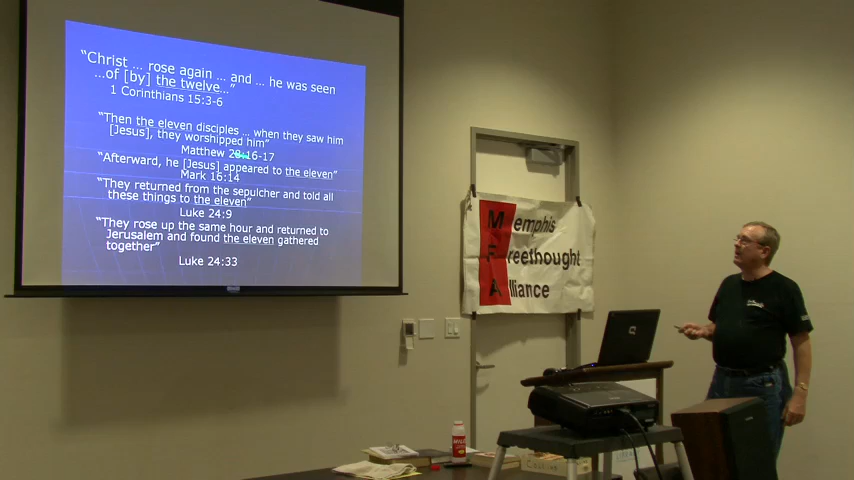 “Christ ... rose again ... and ... he was seen
...of [by] the twelve...”
1 Corinthians 15:3-6
“Then the eleven disciples ... when they saw him
[Jesus], they worshipped him”
Matthew 28:16-17
“Afterward, he [Jesus] appeared to the eleven”
Mark 16:14
“They returned from the sepulcher and told all
these things to the eleven”
Luke 24:9
“They rose up the same hour and returned to
Jerusalem and found the eleven gathered
together”
Luke 24:33
Memphis
Freethought
Alliance